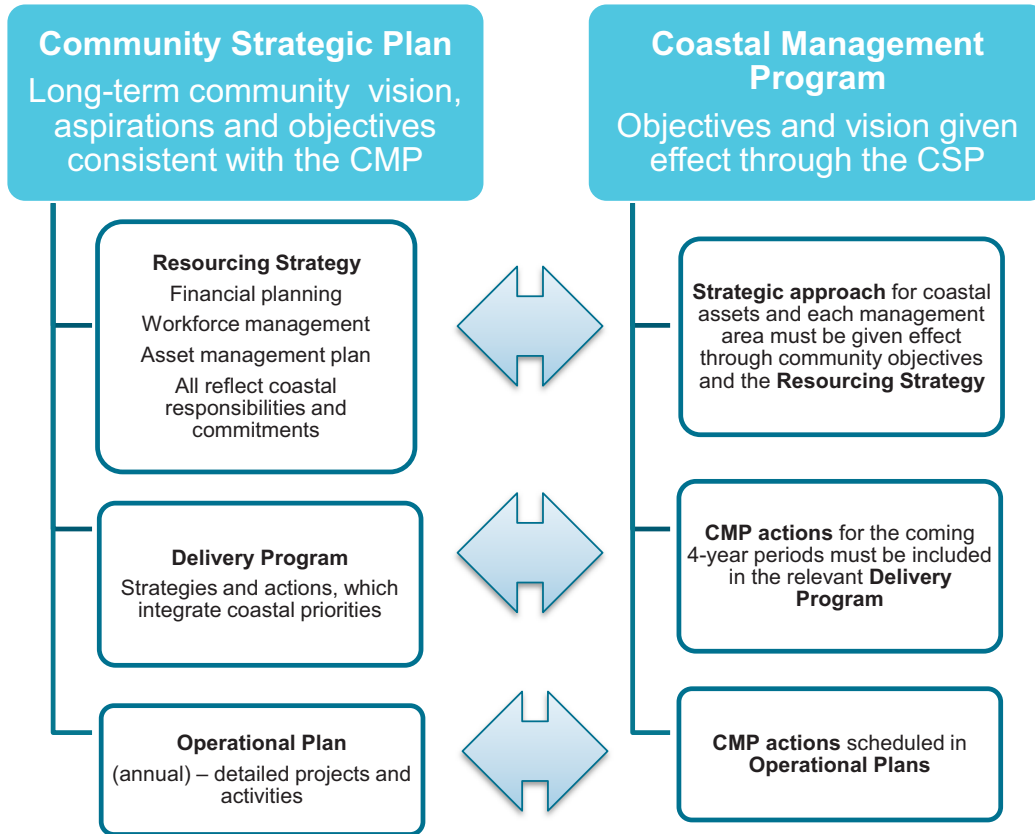 Community Strategic Plan
Long-term community vision,
aspirations and objectives
consistent with the CMP
Resourcing Strategy
Financial planning
Workforce management
Asset management plan
All reflect coastal
responsibilities and
commitments
Delivery Program
Strategies and actions, which
integrate coastal priorities
Operational Plan
(annual) – detailed projects and
activities
Coastal Management
Program
Objectives and vision given
effect through the CSP
Strategic approach for coastal
assets and each management
area must be given effect
through community objectives
and the Resourcing Strategy
CMP actions for the coming
4-year periods must be included
in the relevant Delivery
Program
CMP actions scheduled in
Operational Plans